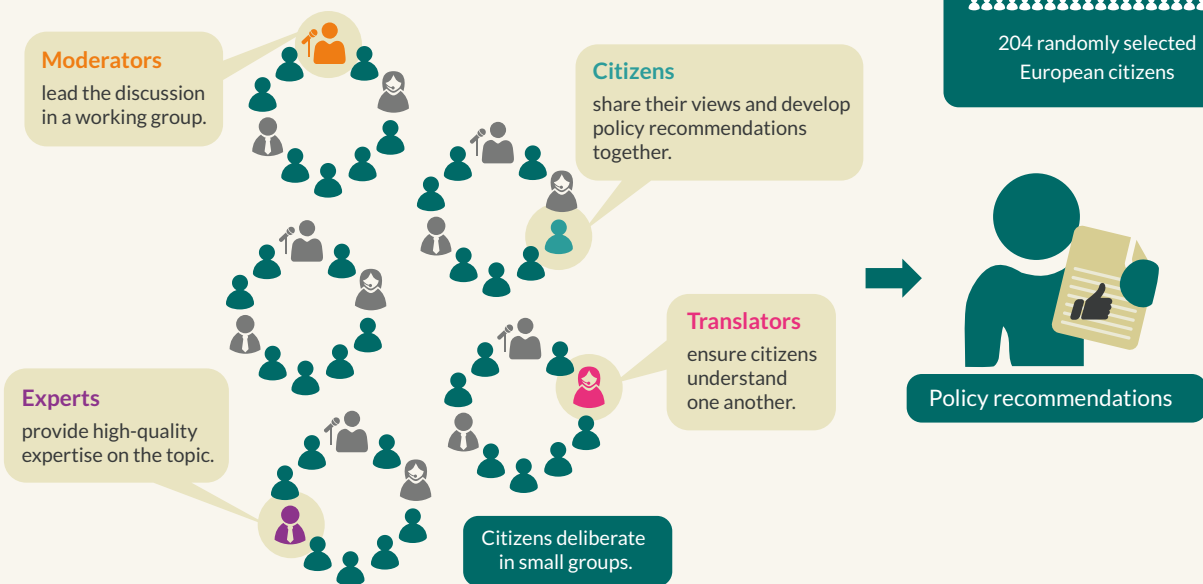 204 randomly selected
European citizens
Moderators
lead the discussion
in a working group.
Citizens
share their views and develop
policy recommendations
together.
Translators
ensure citizens
understand
one another.
Experts
provide high-quality
expertise on the topic.
Policy recommendations
Citizens deliberate
in small groups.